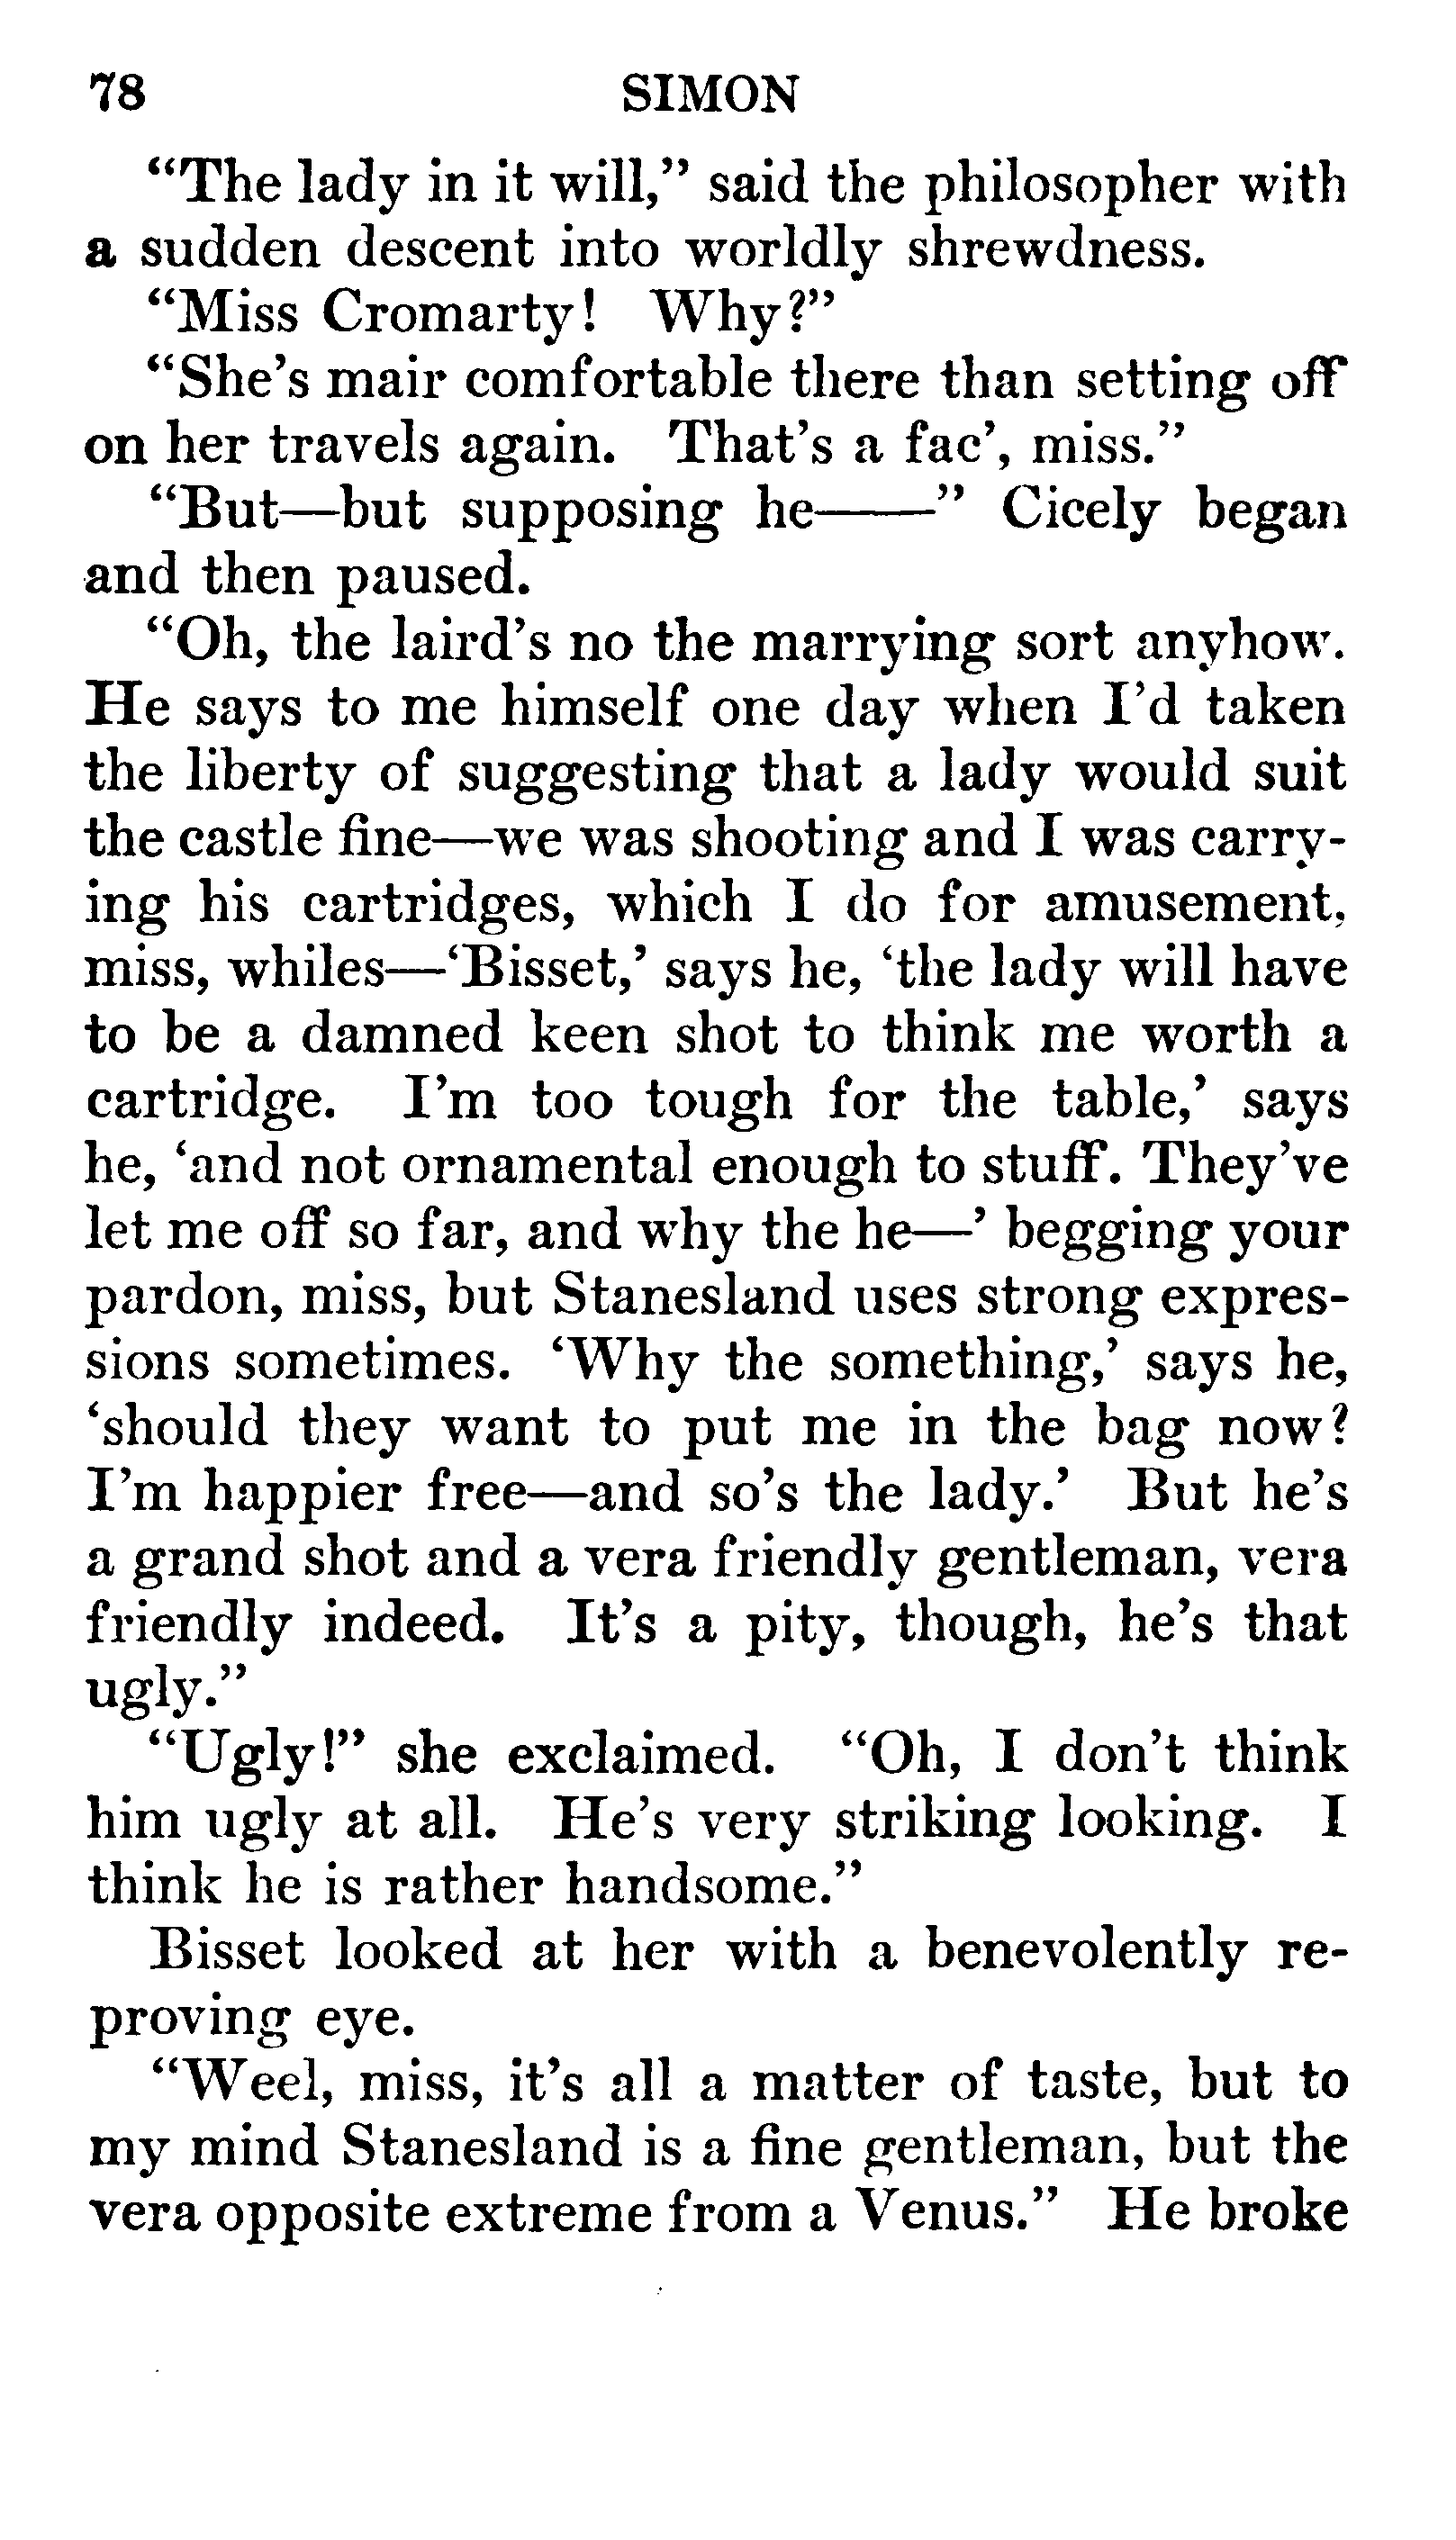 78 SIMON
“The lady in it will,” said the philosopher with
a sudden descent into worldly shrewdness.
“Miss Cromarty! Why?”
“She’s mair comfortable there than setting off
on her travels again. That’s a fac’, miss.”
“But—but supposing he——” Cicely began
and then paused.
“Oh, the laird’s no the marrying sort anyhow.
He says to me himself one day when I’d taken
the liberty of suggesting that a lady would suit
the castle fine—we was shooting and I was carry-
ing his cartridges, which I do for amusement,
miss, whiles—‘Bisset,’ says he, ‘the lady will have
to be a damned keen shot to think me worth a
cartridge. I’m too tough for the table,’ says
he, ‘and not ornamental enough to stuff. They’ve
let me off so far, and why the he—’ begging your
pardon, miss, but Stanesland uses strong expres-
sions sometimes. ‘Why the something,’ says he,
‘should they want to put me in the bag now?
I’m happier free—and so’s the lady.’ But he’s
a grand shot and a vera friendly gentleman, vera
friendly indeed. It’s a pity, though, he’s that
ugly.”
“Ugly!” she exclaimed. “Oh, I don’t think
him ugly at all. He’s very striking looking. I
think he is rather handsome.”
Bisset looked at her with a benevolently re-
proving eye.
“Weel, miss, it’s all a matter of taste, but to
my mind Stanesland is a fine gentleman, but the
vera opposite extreme from a Venus.” He broke